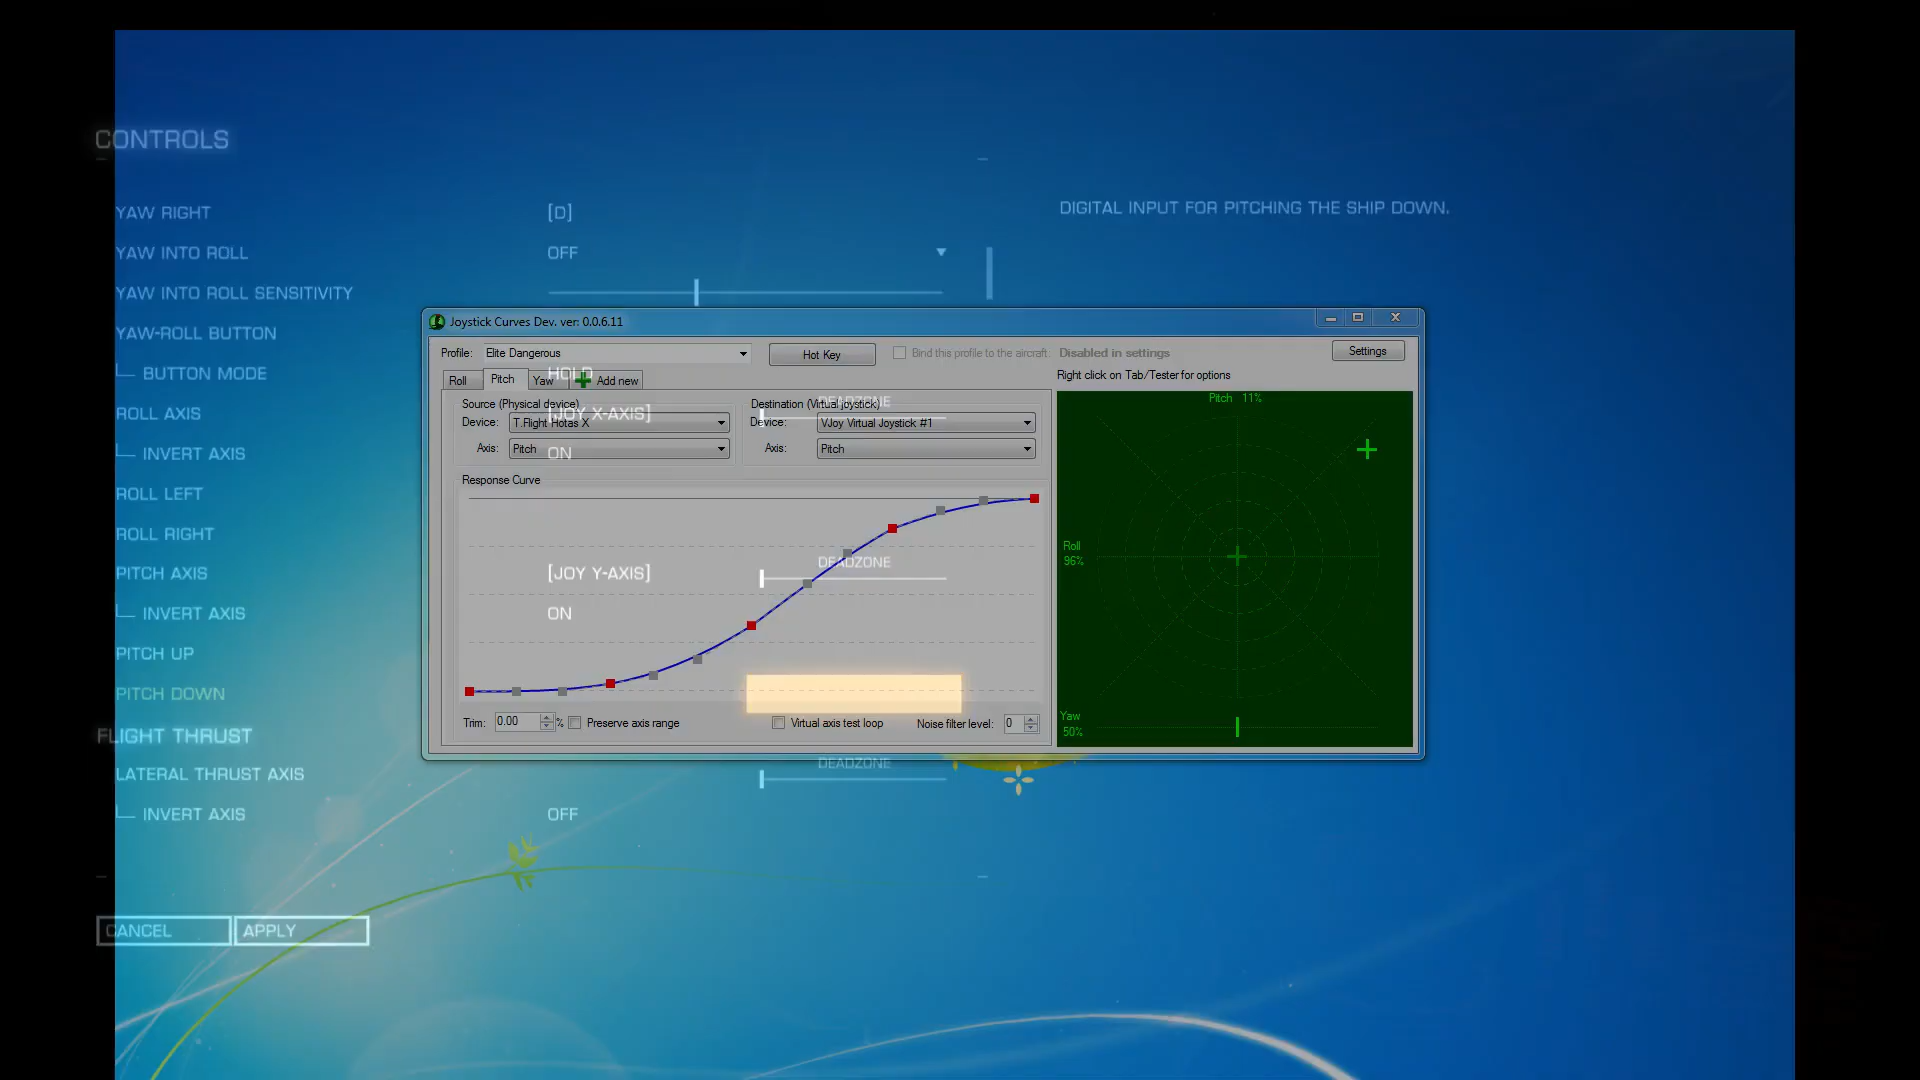 CONTROLS
YAW RIGHT [D]
DIGITAL INPUT FOR PITCHING THE SHIP DOWN.
YAW INTO ROLL OFF
YAW INTO ROLL SENSITIVITY
YAW-ROLL BUTTON
BUTTON MODE HOLD
ROLL AXIS [JOY X-AXIS] DEADZONE
INVERT AXIS ON
ROLL LEFT
ROLL RIGHT
PITCH AXIS [JOY Y-AXIS] DEADZONE
INVERT AXIS ON
PITCH UP
PITCH DOWN
FLIGHT THRUST
LATERAL THRUST AXIS DEADZONE
INVERT AXIS OFF
CANCEL APPLY
Joystick Curves Dev. ver: 0.0.6.11
Profile: Elite Dangerous Hot Key Bind this profile to the aircraft: Disabled in settings Settings
Roll Pitch Yaw Add new
Right click on Tab/Tester for options
Source (Physical device) Destination (Virtual joystick)
Device: T.Flight Hotas X Device: VJoy Virtual Joystick #1
Axis: Pitch Axis: Pitch
Response Curve
Trim: 0.00 % Preserve axis range Virtual axis test loop Noise filter level: 0
Pitch 11%
Roll
96%
Yaw
50%